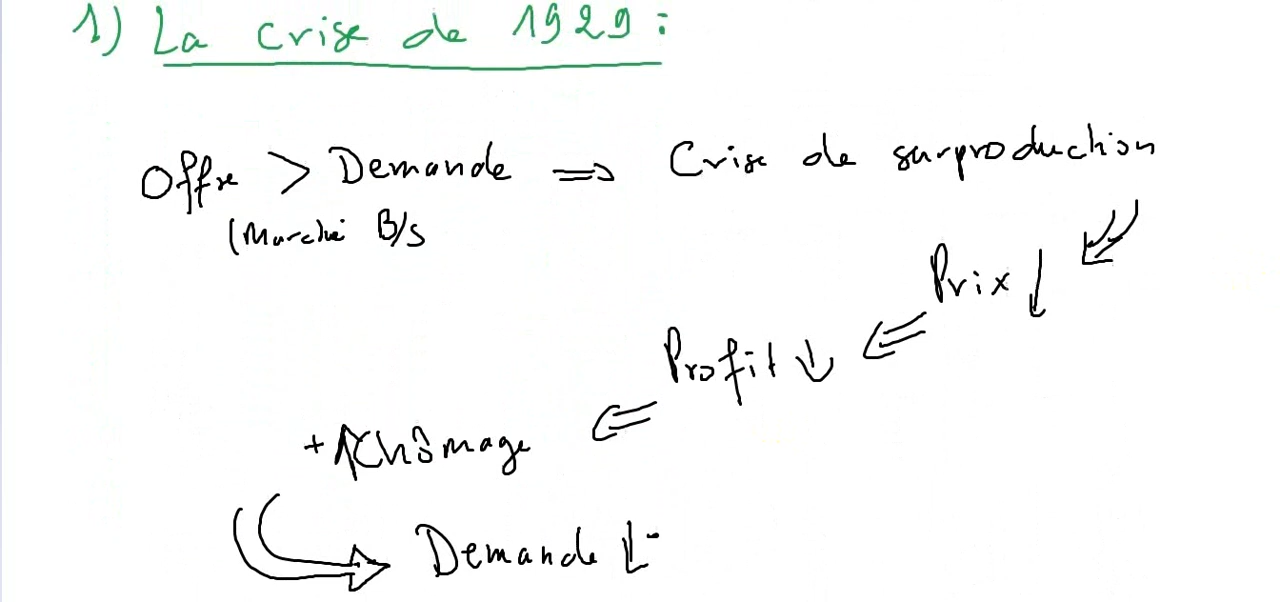 1) La crise de 1929 :
Offre > Demande ⇒ Crise de surproduction
(Marché B/S
Prix ↓
Profit ↓
+ ↑ Chômage
Demande ↓-